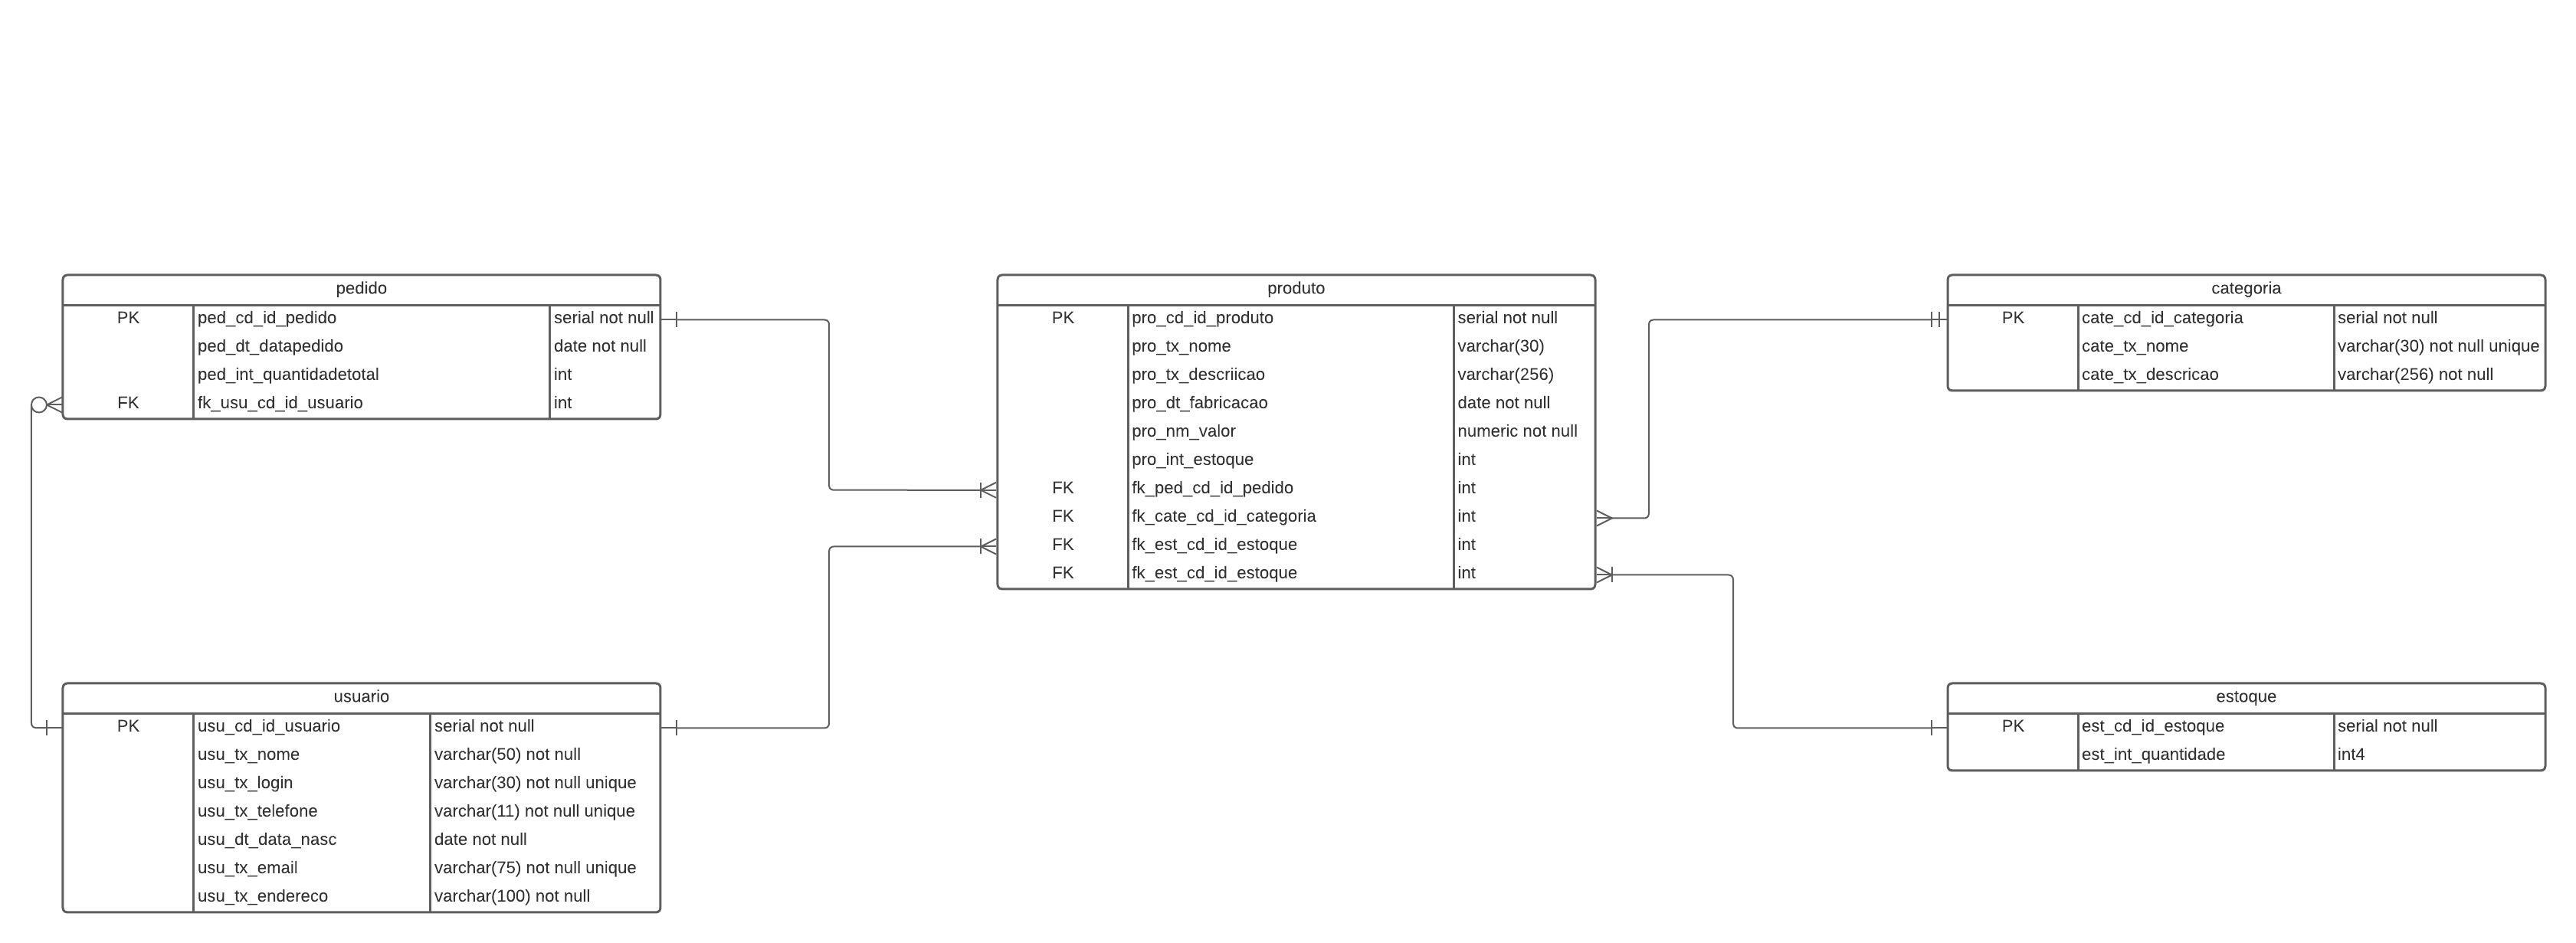 pedido
PK ped_cd_id_pedido serial not null
ped_dt_datapedido date not null
ped_int_quantidadetotal int
FK fk_usu_cd_id_usuario int
produto
PK pro_cd_id_produto serial not null
pro_tx_nome varchar(30)
pro_tx_descriicao varchar(256)
pro_dt_fabricacao date not null
pro_nm_valor numeric not null
pro_int_estoque int
FK fk_ped_cd_id_pedido int
FK fk_cate_cd_id_categoria int
FK fk_est_cd_id_estoque int
FK fk_est_cd_id_estoque int
categoria
PK cate_cd_id_categoria serial not null
cate_tx_nome varchar(30) not null unique
cate_tx_descricao varchar(256) not null
usuario
PK usu_cd_id_usuario serial not null
usu_tx_nome varchar(50) not null
usu_tx_login varchar(30) not null unique
usu_tx_telefone varchar(11) not null unique
usu_dt_data_nasc date not null
usu_tx_email varchar(75) not null unique
usu_tx_endereco varchar(100) not null
estoque
PK est_cd_id_estoque serial not null
est_int_quantidade int4